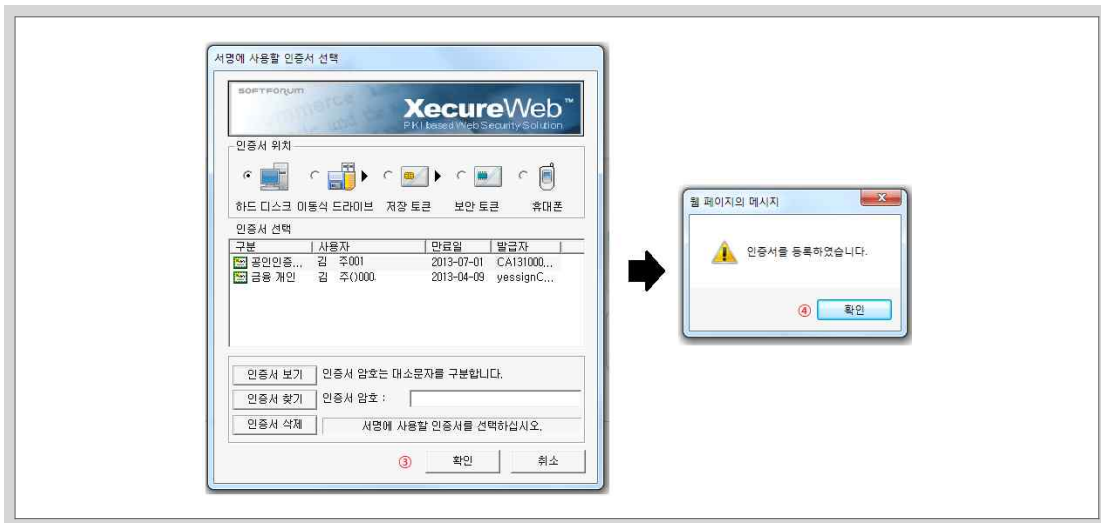 서명에 사용할 인증서 선택
SOFTFORUM
XecureWeb™
PKI based Web Security Solution
인증서 위치
하드 디스크 이동식 드라이브 저장 토큰 보안 토큰 휴대폰
인증서 선택
구분 사용자 만료일 발급자
공인인증... 김 주001 2013-07-01 CA131000...
금융 개인 김 주()000 2013-04-09 yessignC...
인증서 보기 인증서 암호는 대소문자를 구분합니다.
인증서 찾기 인증서 암호 :
인증서 삭제 서명에 사용할 인증서를 선택하십시오.
③ 확인 취소
웹 페이지의 메시지
인증서를 등록하였습니다.
④ 확인